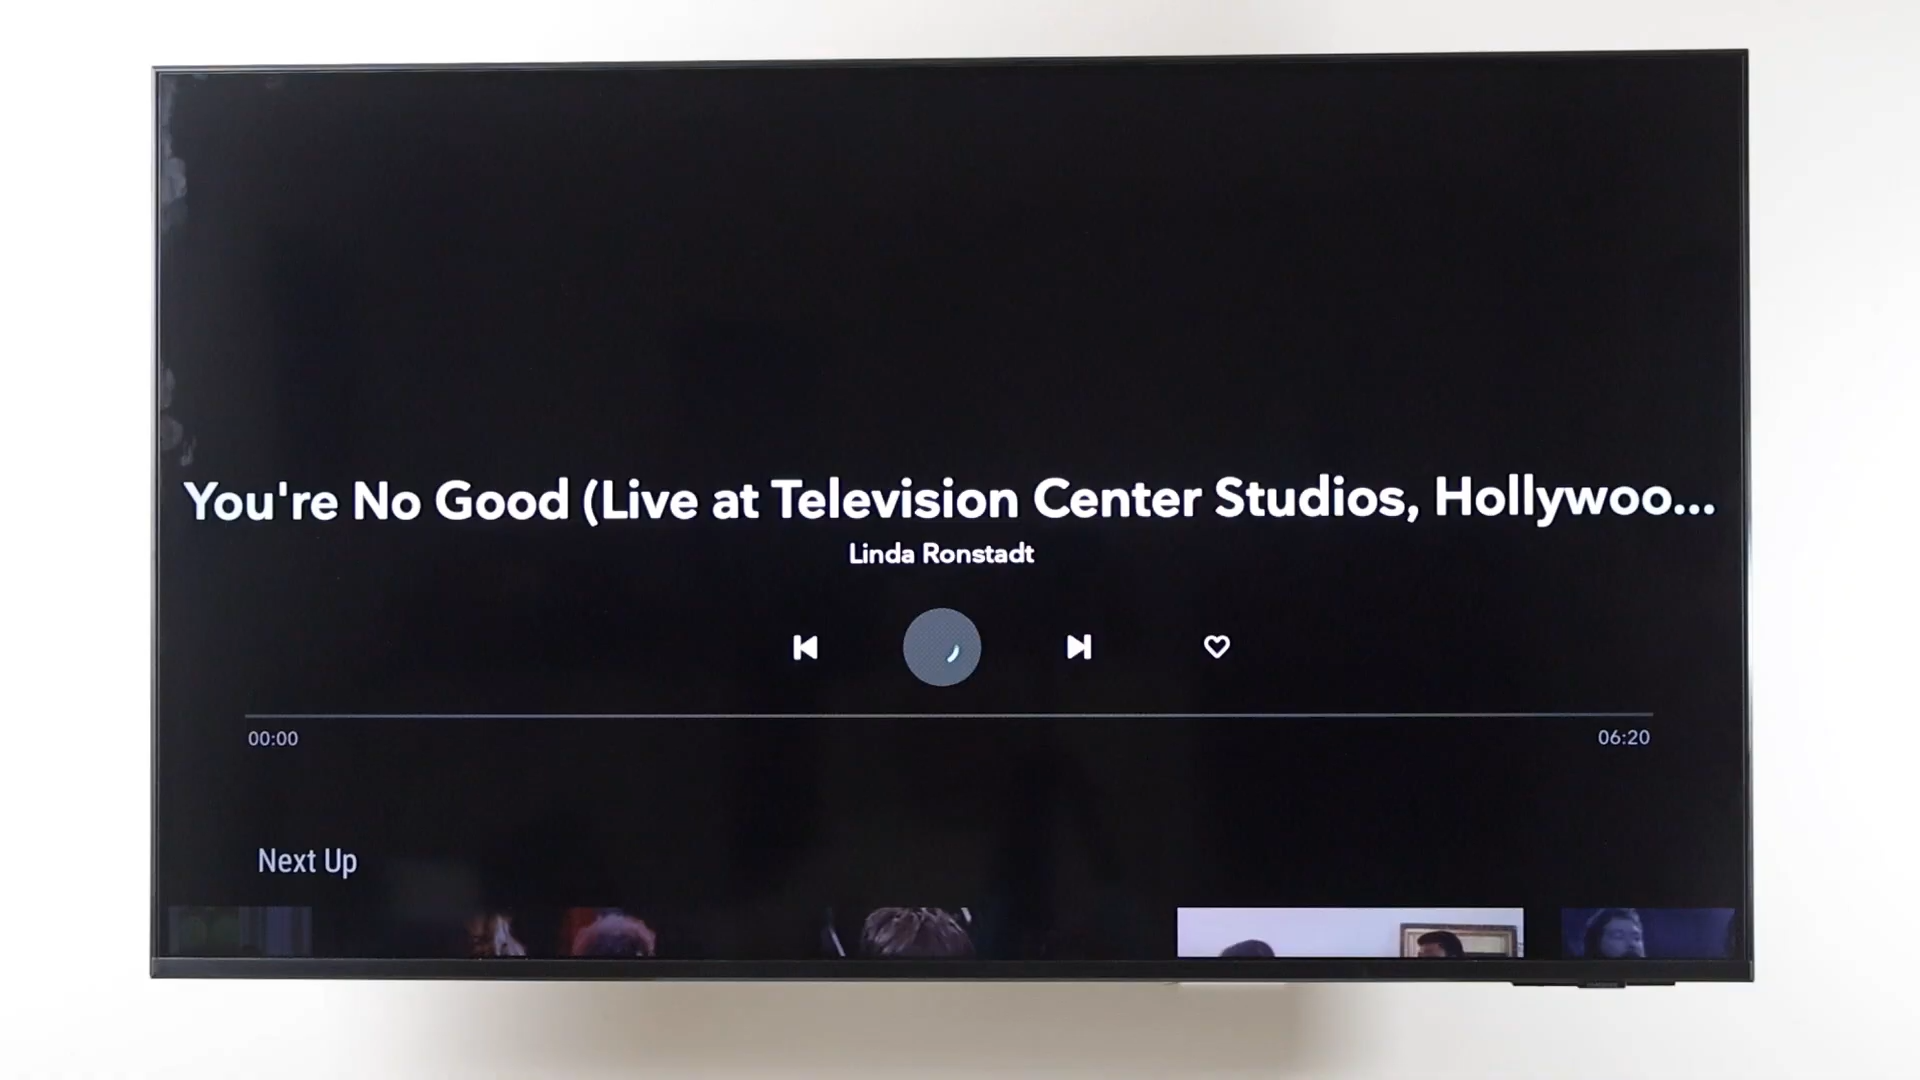 You're No Good (Live at Television Center Studios, Hollywoo...
Linda Ronstadt
00:00
06:20
Next Up